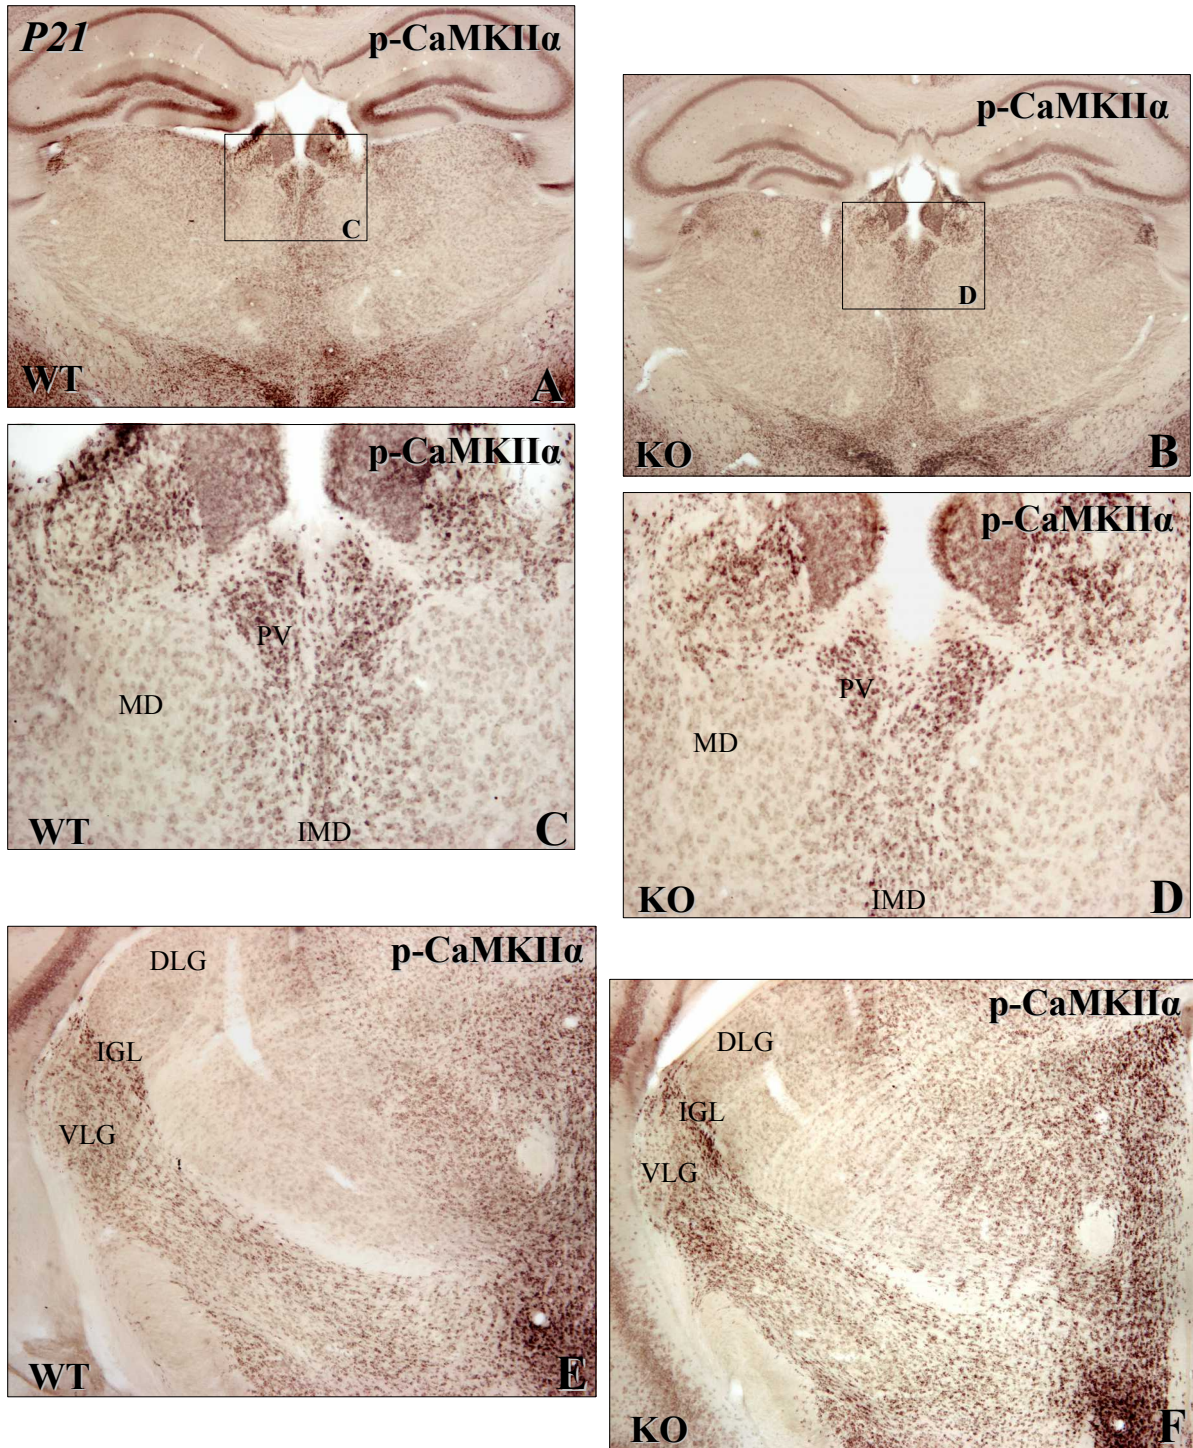 P21
p-CaMKIIα
C
WT
A
p-CaMKIIα
D
KO
B
p-CaMKIIα
PV
MD
IMD
WT
C
p-CaMKIIα
PV
MD
IMD
KO
D
DLG
p-CaMKIIα
IGL
VLG
WT
E
p-CaMKIIα
DLG
IGL
VLG
KO
F